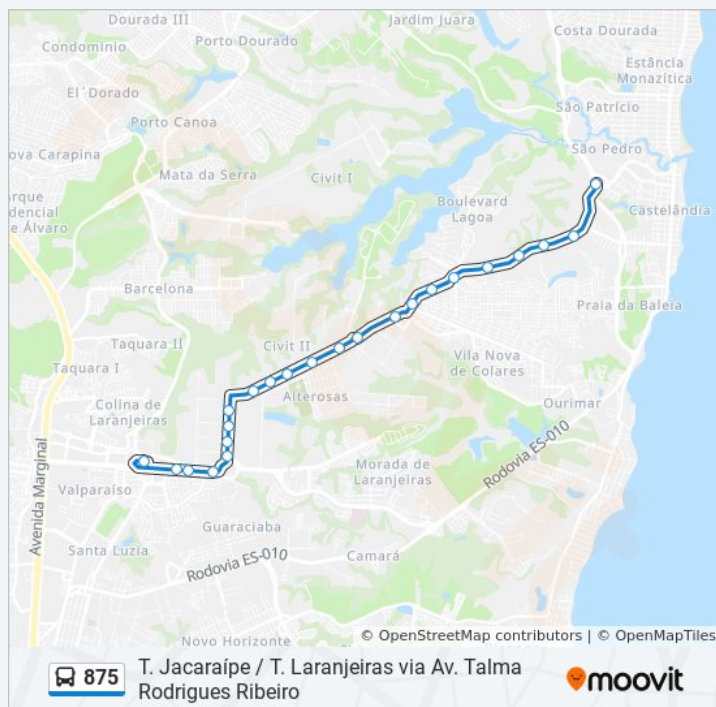 Dourada III
Jardim Juara
Costa Dourada
Porto Dourado
Condomínio
Estância
Monazítica
El´Dorado
São Patrício
Porto Canoa
São Pedro
ova Carapina
Mata da Serra
Civit I
Boulevard
Lagoa
arque
idencial
e Álvaro
Castelândia
Barcelona
Praia da Baleia
Taquara II
Civit II
Vila Nova
de Colares
Taquara I
Alterosas
Colina de
Laranjeiras
Ourimar
Avenida Marginal
Morada de
Laranjeiras
Rodovia ES-010
Valparaíso
Guaraciaba
Santa Luzia
Rodovia ES-010
Camará
Novo Horizonte
© OpenStreetMap contributors | © OpenMapTiles
875
T. Jacaraípe / T. Laranjeiras via Av. Talma
Rodrigues Ribeiro
moovit